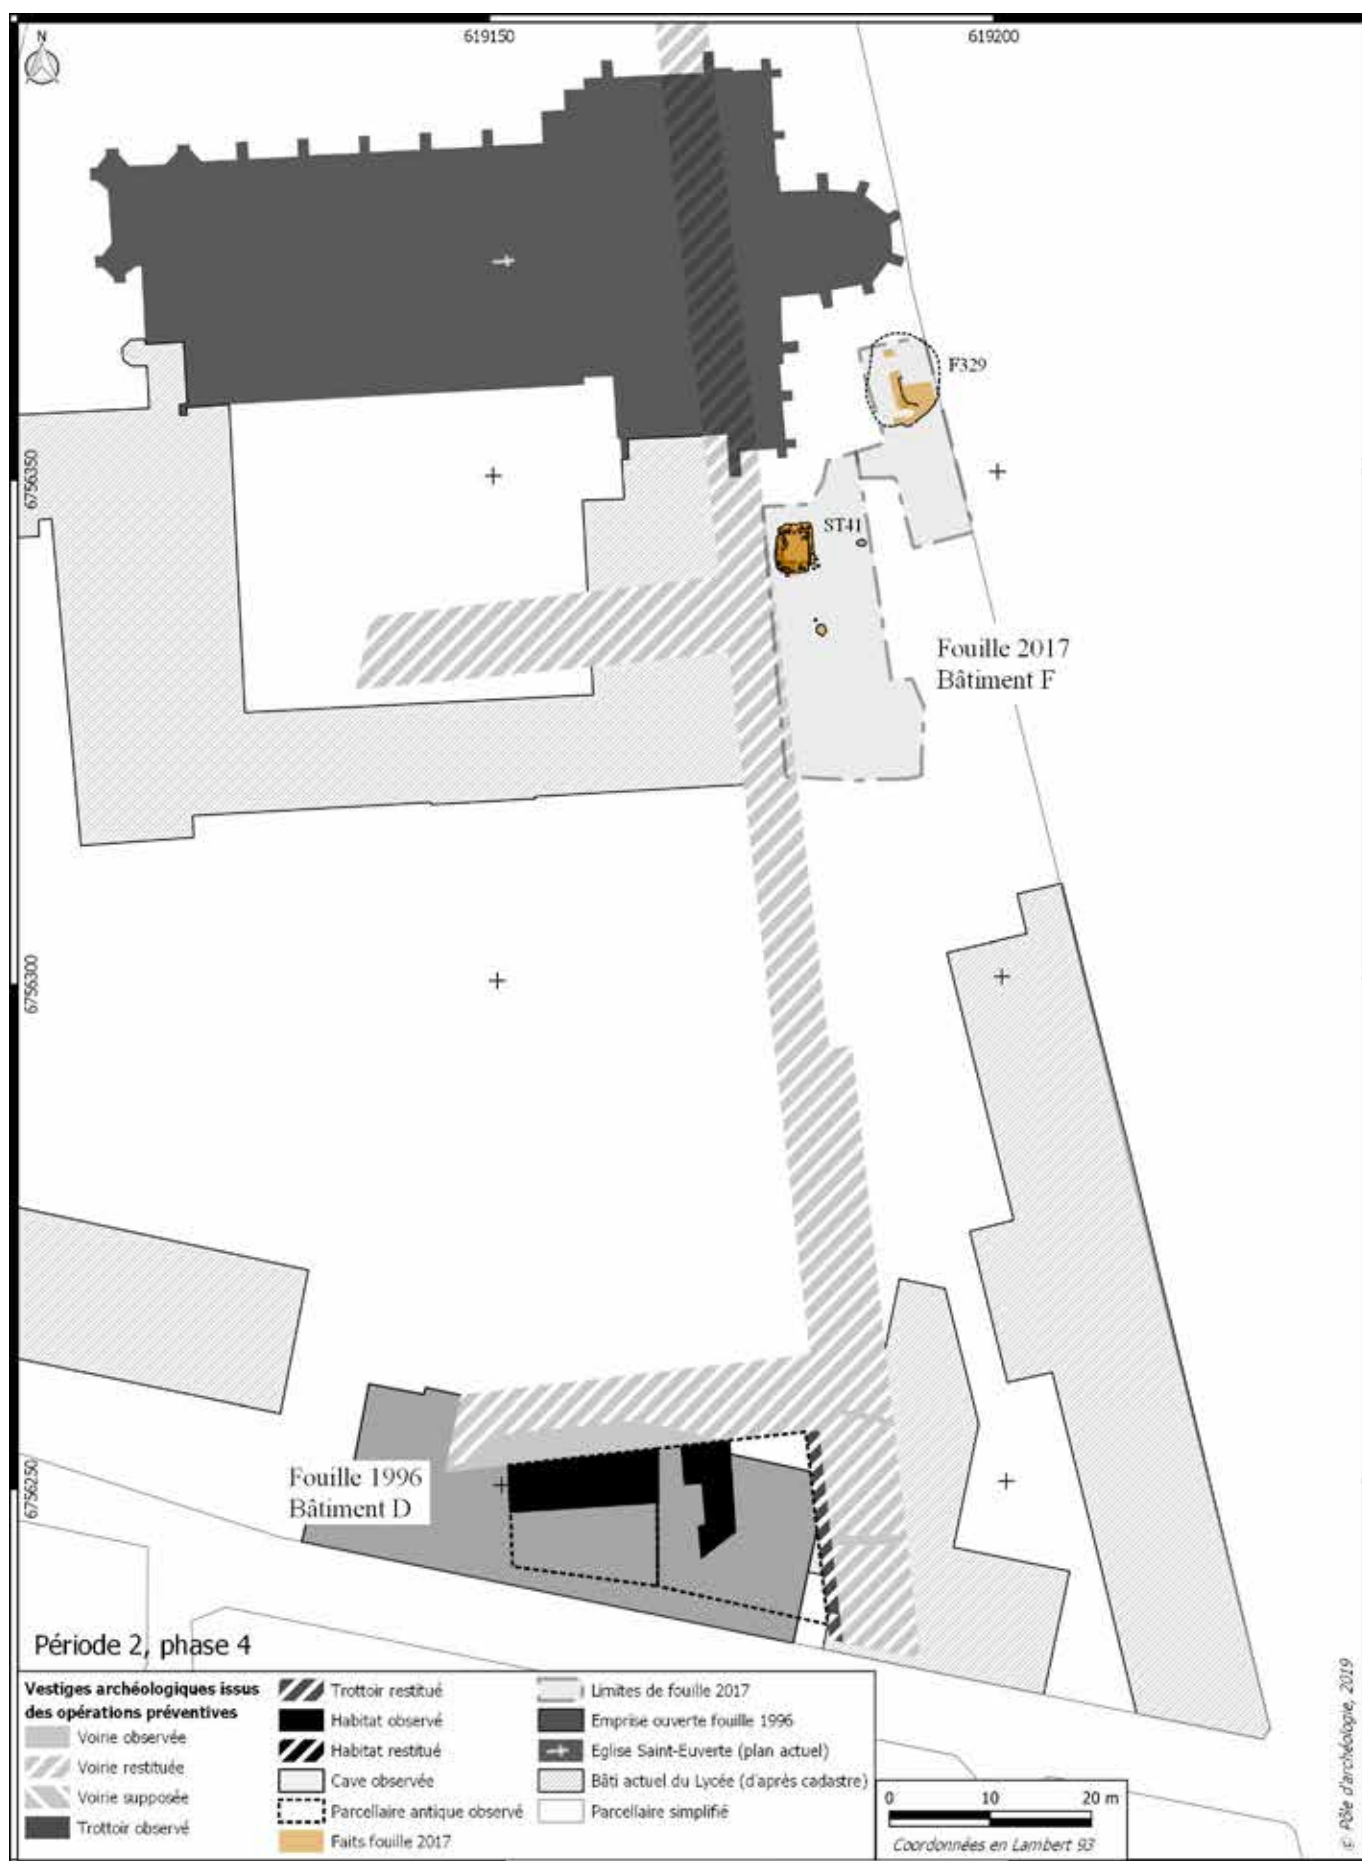 N
619150
619200
F329
6756350
ST41
Fouille 2017
Bâtiment F
6756300
Fouille 1996
Bâtiment D
6756250
Période 2, phase 4
Vestiges archéologiques issus
des opérations préventives
Voirie observée
Voirie restituée
Voirie supposée
Trottoir observé
Trottoir restitué
Habitat observé
Habitat restitué
Cave observée
Parcellaire antique observé
Faits fouille 2017
Limites de fouille 2017
Emprise ouverte fouille 1996
Eglise Saint-Euverte (plan actuel)
Bâti actuel du Lycée (d'après cadastre)
Parcellaire simplifié
0 10 20 m
Coordonnées en Lambert 93
© Pôle d'archéologie, 2019